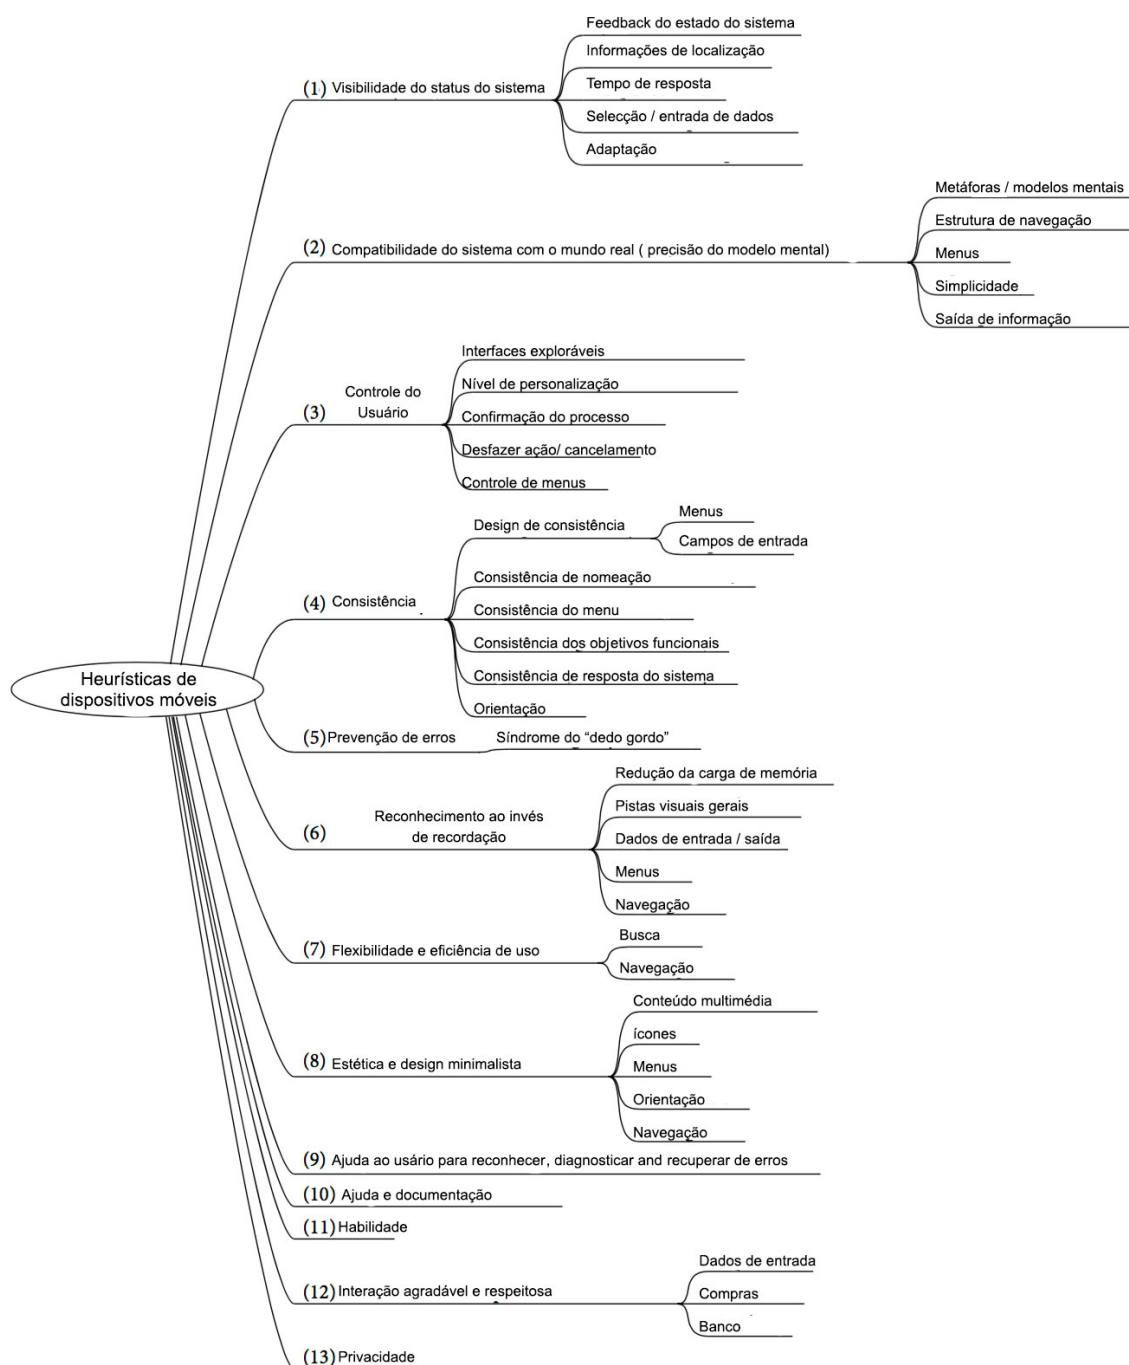 Heurísticas de
dispositivos móveis
(1) Visibilidade do status do sistema
Feedback do estado do sistema
Informações de localização
Tempo de resposta
Selecção / entrada de dados
Adaptação
(2) Compatibilidade do sistema com o mundo real ( precisão do modelo mental)
Metáforas / modelos mentais
Estrutura de navegação
Menus
Simplicidade
Saída de informação
(3) Controle do
Usuário
Interfaces exploráveis
Nível de personalização
Confirmação do processo
Desfazer ação/ cancelamento
Controle de menus
(4) Consistência
Design de consistência
Menus
Campos de entrada
Consistência de nomeação
Consistência do menu
Consistência dos objetivos funcionais
Consistência de resposta do sistema
Orientação
(5) Prevenção de erros
Síndrome do “dedo gordo”
(6) Reconhecimento ao invés
de recordação
Redução da carga de memória
Pistas visuais gerais
Dados de entrada / saída
Menus
Navegação
(7) Flexibilidade e eficiência de uso
Busca
Navegação
(8) Estética e design minimalista
Conteúdo multimédia
ícones
Menus
Orientação
Navegação
(9) Ajuda ao usário para reconhecer, diagnosticar and recuperar de erros
(10) Ajuda e documentação
(11) Habilidade
(12) Interação agradável e respeitosa
Dados de entrada
Compras
Banco
(13) Privacidade